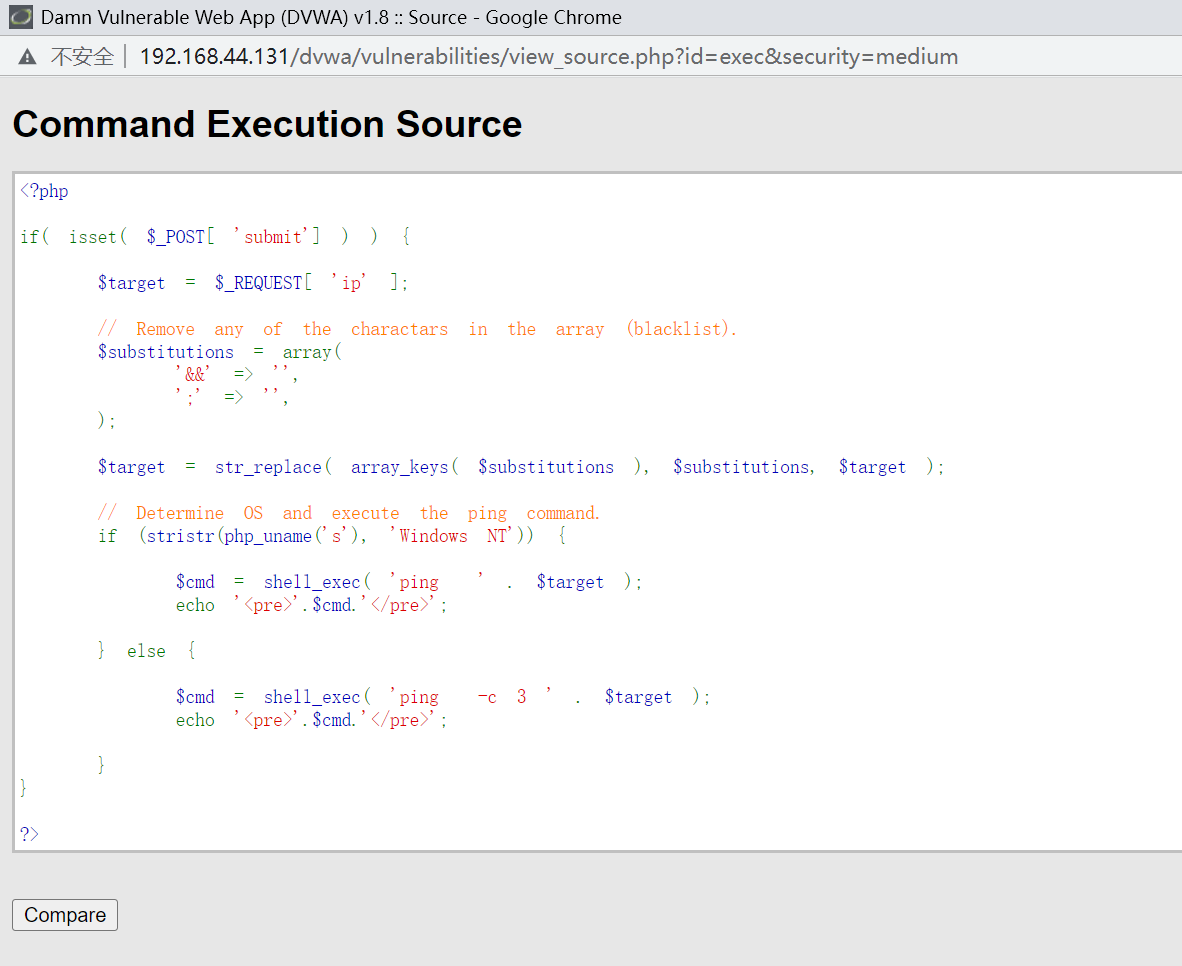 Damn Vulnerable Web App (DVWA) v1.8 :: Source - Google Chrome
不安全 192.168.44.131/dvwa/vulnerabilities/view_source.php?id=exec&security=medium
Command Execution Source
<?php
if( isset( $_POST[ 'submit'] ) ) {
$target = $_REQUEST[ 'ip' ];
// Remove any of the charactars in the array (blacklist).
$substitutions = array(
'&&' => '',
';' => '',
);
$target = str_replace( array_keys( $substitutions ), $substitutions, $target );
// Determine OS and execute the ping command.
if (stristr(php_uname('s'), 'Windows NT')) {
$cmd = shell_exec( 'ping ' . $target );
echo '<pre>'.$cmd.'</pre>';
} else {
$cmd = shell_exec( 'ping -c 3 ' . $target );
echo '<pre>'.$cmd.'</pre>';
}
}
?>
Compare